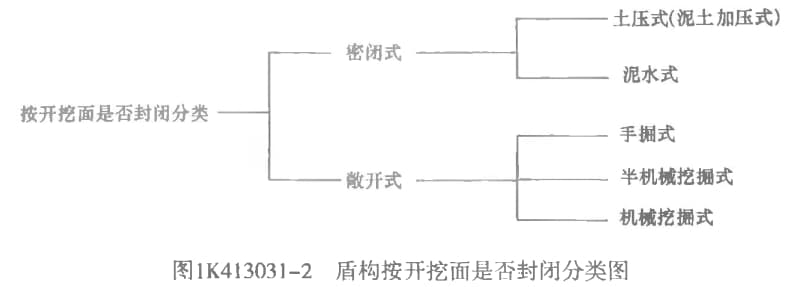 土压式(泥土加压式)
密闭式
泥水式
按开挖面是否封闭分类
手掘式
敞开式
半机械挖掘式
机械挖掘式
图1K413031-2 盾构按开挖面是否封闭分类图